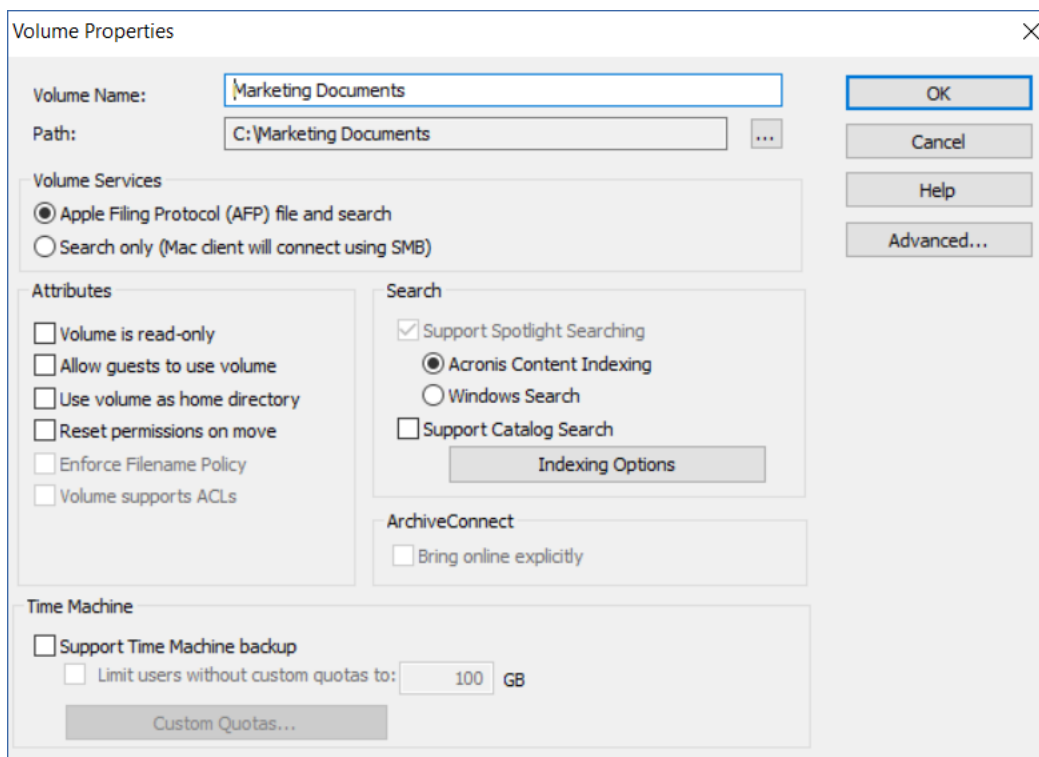 Volume Properties
Volume Name: Marketing Documents
OK
Path: C:\Marketing Documents ...
Cancel
Volume Services
Help
Apple Filing Protocol (AFP) file and search
Search only (Mac client will connect using SMB)
Advanced...
Attributes
Volume is read-only
Allow guests to use volume
Use volume as home directory
Reset permissions on move
Enforce Filename Policy
Volume supports ACLs
Search
Support Spotlight Searching
Acronis Content Indexing
Windows Search
Support Catalog Search
Indexing Options
ArchiveConnect
Bring online explicitly
Time Machine
Support Time Machine backup
Limit users without custom quotas to: 100 GB
Custom Quotas...